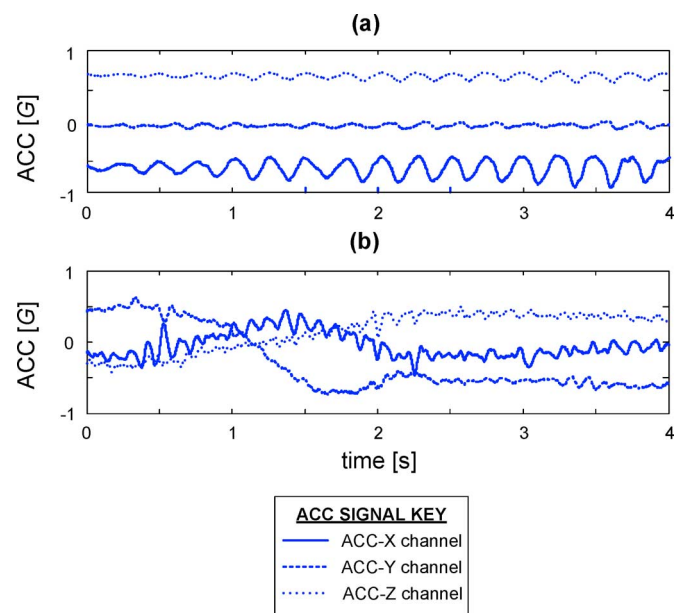 (a)
ACC [G]
1
0
-1
0 1 2 3 4
(b)
ACC [G]
1
0
-1
0 1 2 3 4
time [s]
ACC SIGNAL KEY
ACC-X channel
ACC-Y channel
ACC-Z channel